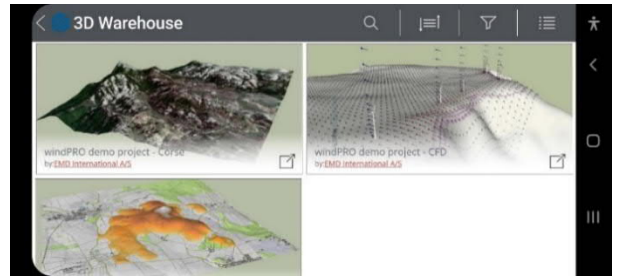 3D Warehouse
windPRO demo project - Corse
by EMD International A/S
windPRO demo project - CFD
by EMD International A/S